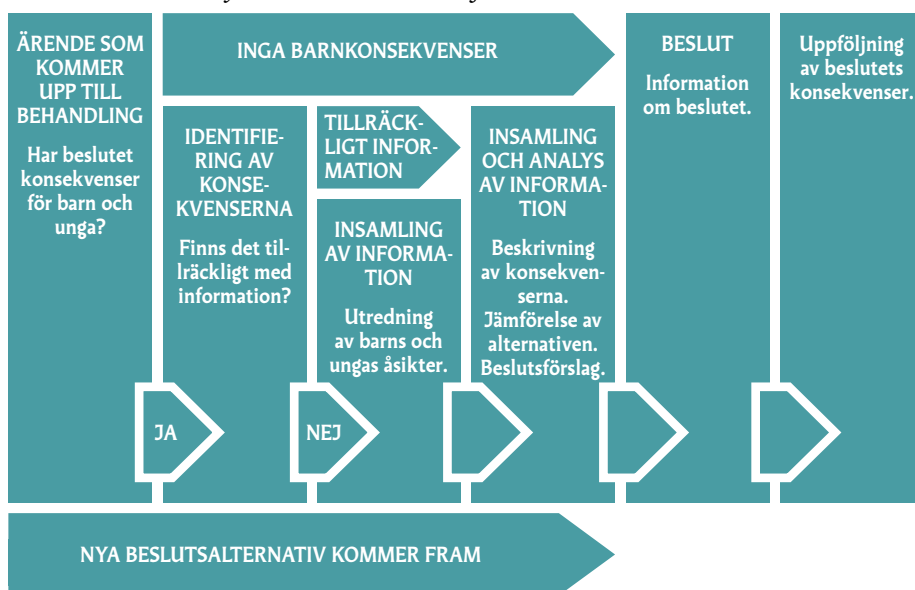 ÄRENDE SOM
KOMMER
UPP TILL
BEHANDLING
Har beslutet
konsekvenser
för barn och
unga?
INGA BARNKONSEKVENSER
IDENTIFIE-
RING AV
KONSE-
KVENSERNA
Finns det til-
lräckligt med
information?
TILLRÄCK-
LIGT INFOR-
MATION
INSAMLING
AV INFORMA-
TION
Utredning
av barns och
ungas åsikter.
INSAMLING
OCH ANALYS
AV INFORMA-
TION
Beskrivning
av konsekven-
serna.
Jämförelse av
alternativen.
Beslutsförslag.
BESLUT
Information
om beslutet.
Uppföljning
av beslutets
konsekvenser.
JA
NEJ
NYA BESLUTSALTERNATIV KOMMER FRAM